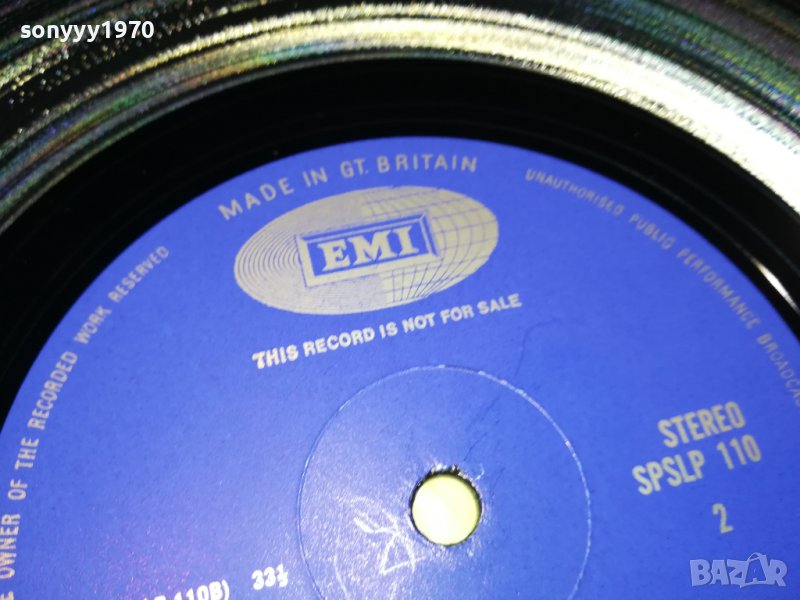 sonyyy1970
MADE IN GT. BRITAIN
EMI
THIS RECORD IS NOT FOR SALE
OWNER OF THE RECORDED WORK RESERVED
UNAUTHORISED PUBLIC PERFORMANCE
STEREO
SPSLP 110
2
110B) 33⅓
BAZAR